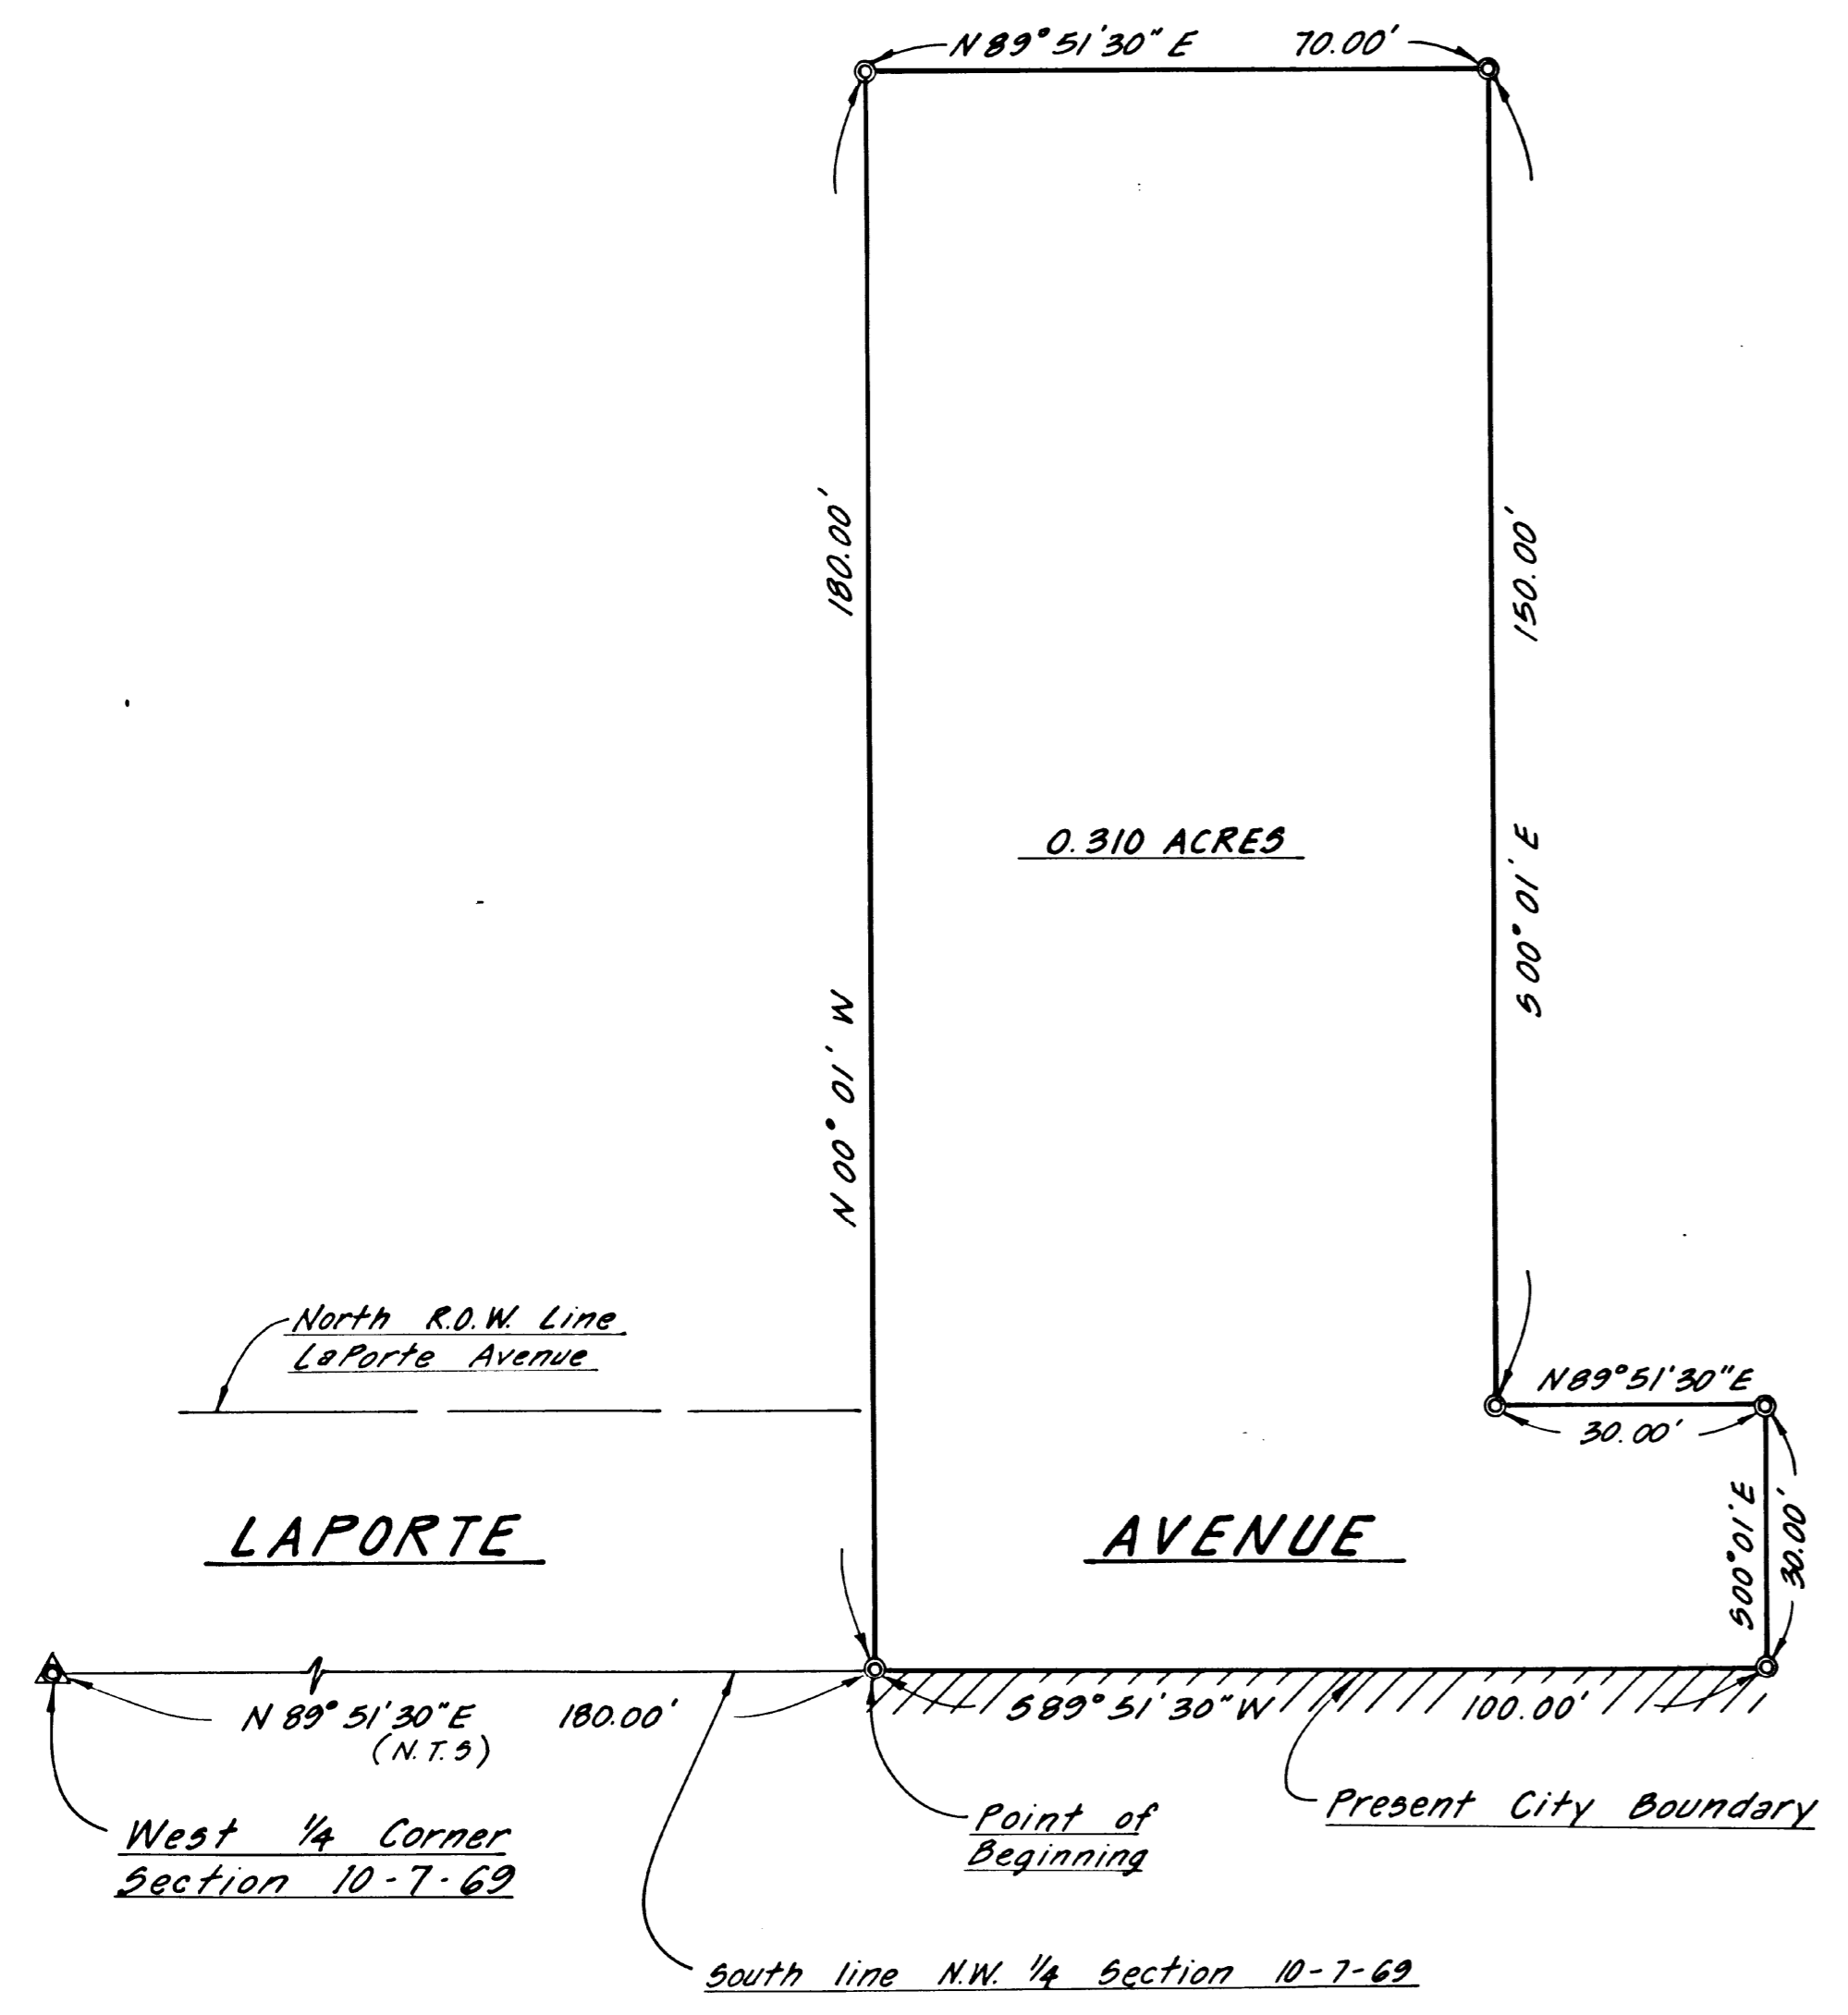 N 89° 51' 30" E 70.00'
180.00'
150.00'
0.310 ACRES
S 00° 01' E
N 00° 01' W
North R.O.W. Line
LaPorte Avenue
N 89° 51' 30" E
30.00'
LAPORTE AVENUE
S 00° 01' E
30.00'
N 89° 51' 30" E 180.00'
(N.T.S)
S 89° 51' 30" W 100.00'
Present City Boundary
Point of
Beginning
West 1/4 Corner
Section 10-7-69
South line N.W. 1/4 Section 10-7-69